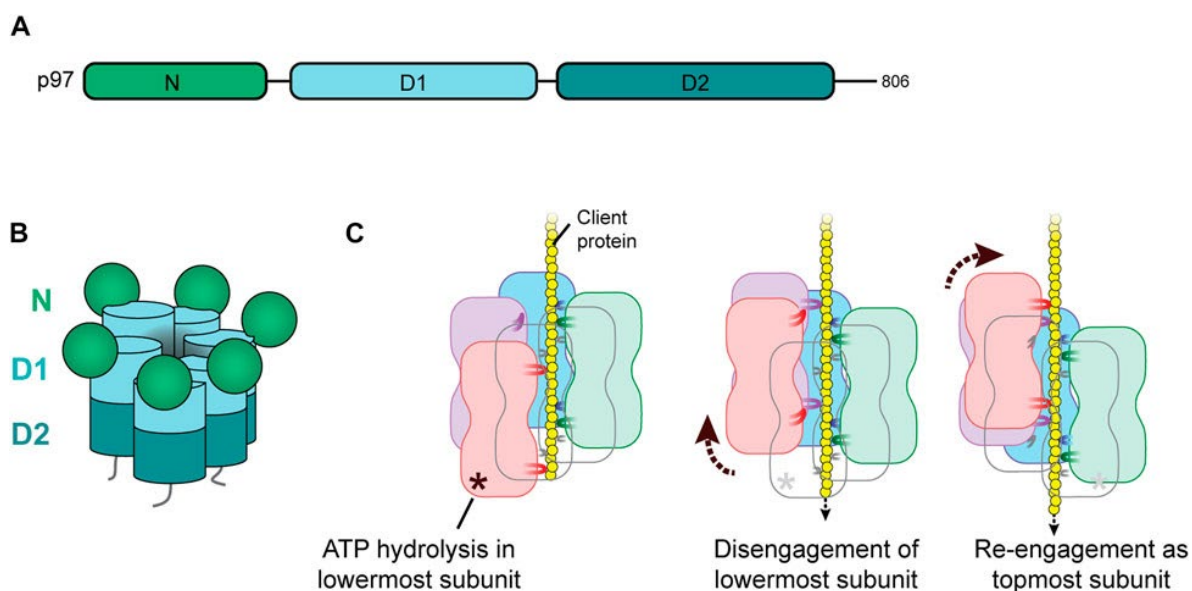 A
p97
N
D1
D2
806
B
N
D1
D2
C
Client
protein
*
*
*
ATP hydrolysis in
lowermost subunit
Disengagement of
lowermost subunit
Re-engagement as
topmost subunit